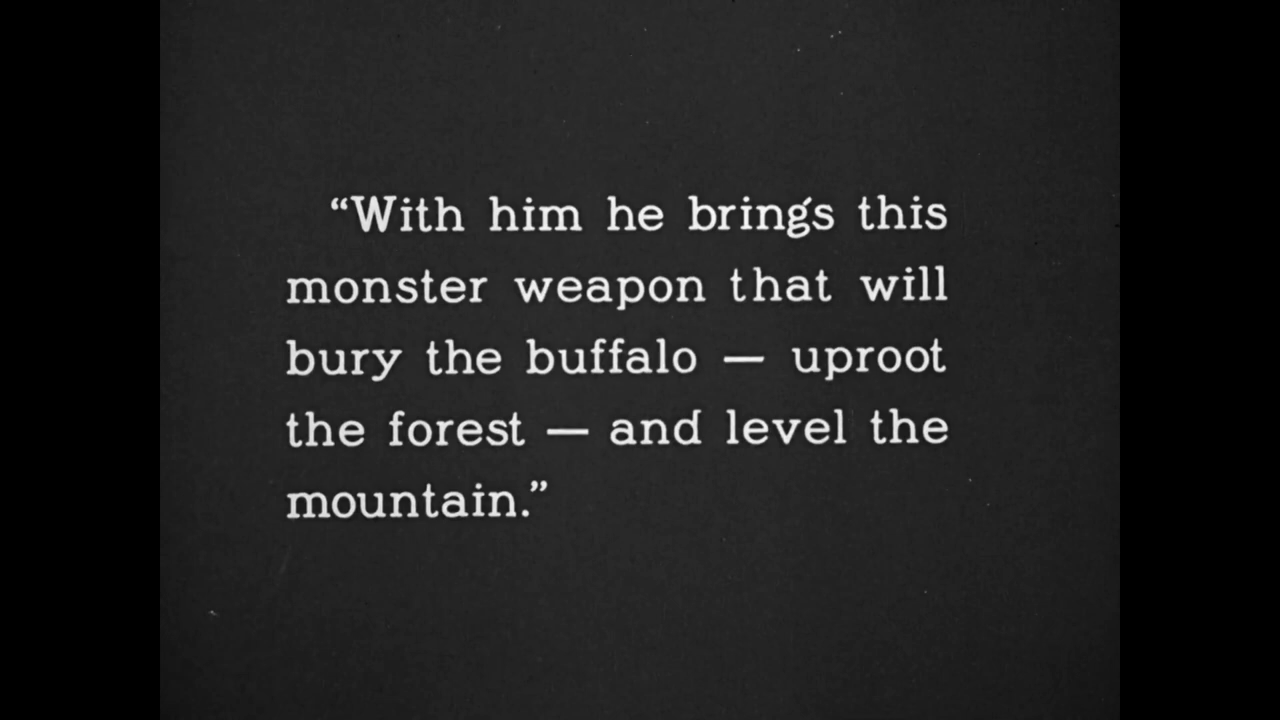 “With him he brings this
monster weapon that will
bury the buffalo — uproot
the forest — and level the
mountain.”